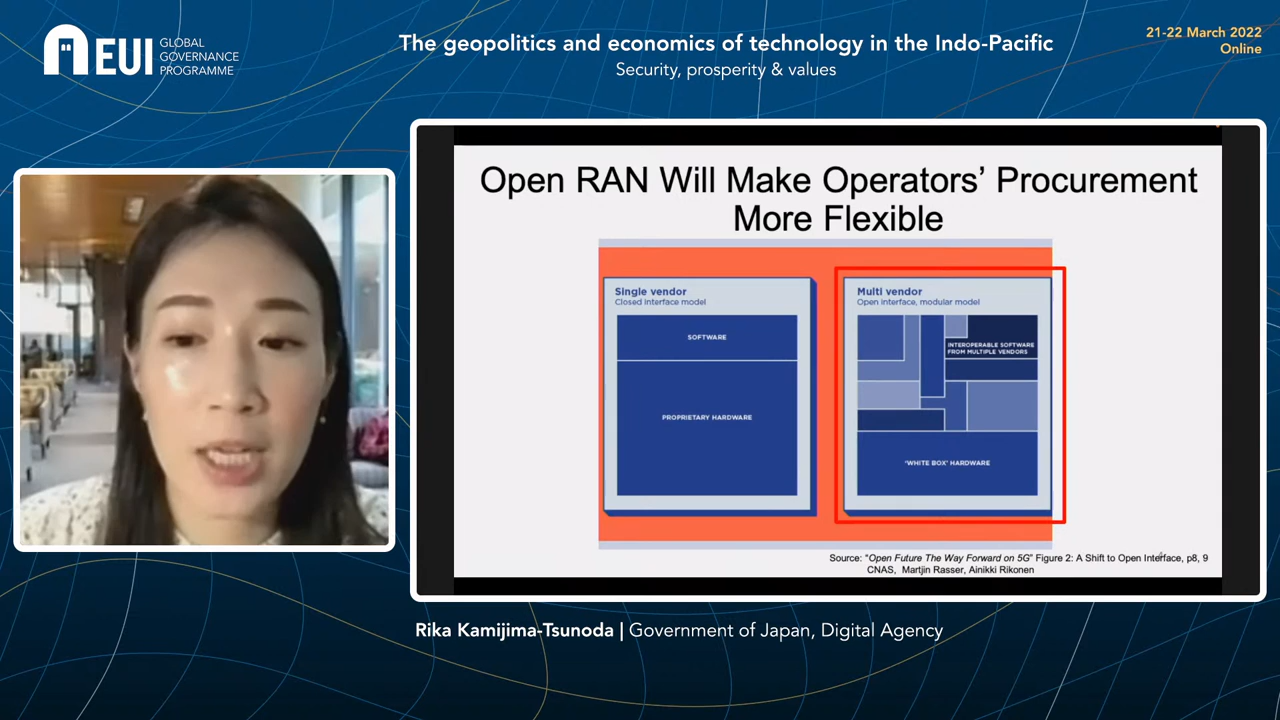 EUI
GLOBAL
GOVERNANCE
PROGRAMME
The geopolitics and economics of technology in the Indo-Pacific
Security, prosperity & values
21-22 March 2022
Online
Open RAN Will Make Operators’ Procurement
More Flexible
Single vendor
Closed interface model
SOFTWARE
PROPRIETARY HARDWARE
Multi vendor
Open interface, modular model
INTEROPERABLE SOFTWARE
FROM MULTIPLE VENDORS
‘WHITE BOX’ HARDWARE
Source: “Open Future The Way Forward on 5G” Figure 2: A Shift to Open Interface, p8, 9
CNAS, Martjin Rasser, Ainikki Rikonen
Rika Kamijima-Tsunoda | Government of Japan, Digital Agency